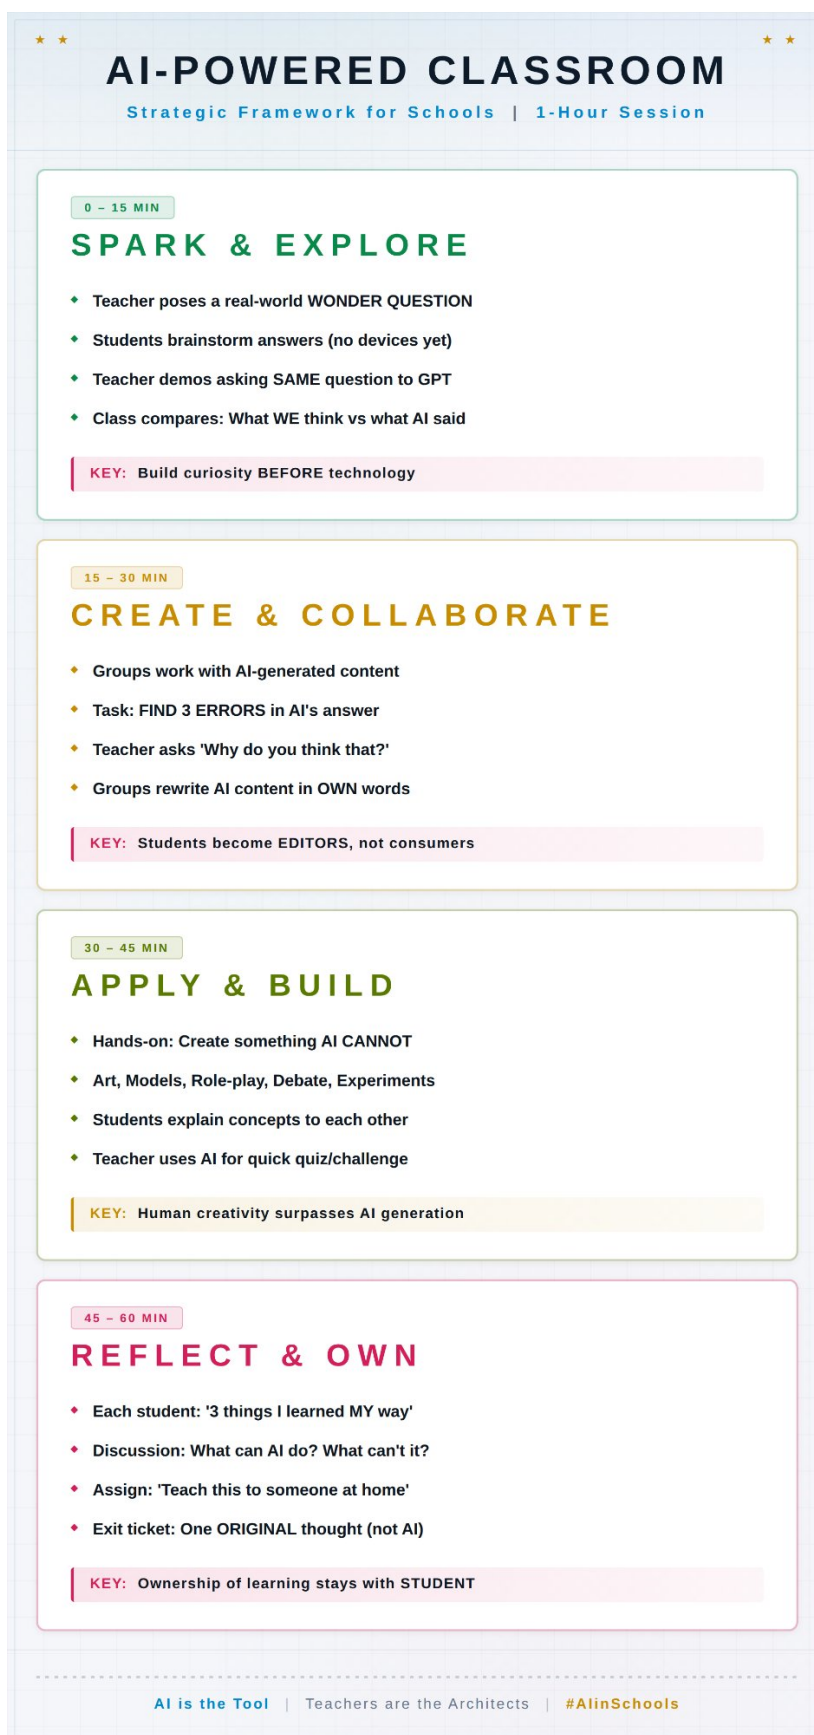 ★ ★ ★ ★
AI-POWERED CLASSROOM
Strategic Framework for Schools | 1-Hour Session
0 – 15 MIN
SPARK & EXPLORE
◆ Teacher poses a real-world WONDER QUESTION
◆ Students brainstorm answers (no devices yet)
◆ Teacher demos asking SAME question to GPT
◆ Class compares: What WE think vs what AI said
KEY: Build curiosity BEFORE technology
15 – 30 MIN
CREATE & COLLABORATE
◆ Groups work with AI-generated content
◆ Task: FIND 3 ERRORS in AI's answer
◆ Teacher asks 'Why do you think that?'
◆ Groups rewrite AI content in OWN words
KEY: Students become EDITORS, not consumers
30 – 45 MIN
APPLY & BUILD
◆ Hands-on: Create something AI CANNOT
◆ Art, Models, Role-play, Debate, Experiments
◆ Students explain concepts to each other
◆ Teacher uses AI for quick quiz/challenge
KEY: Human creativity surpasses AI generation
45 – 60 MIN
REFLECT & OWN
◆ Each student: '3 things I learned MY way'
◆ Discussion: What can AI do? What can't it?
◆ Assign: 'Teach this to someone at home'
◆ Exit ticket: One ORIGINAL thought (not AI)
KEY: Ownership of learning stays with STUDENT
AI is the Tool | Teachers are the Architects | #AIinSchools